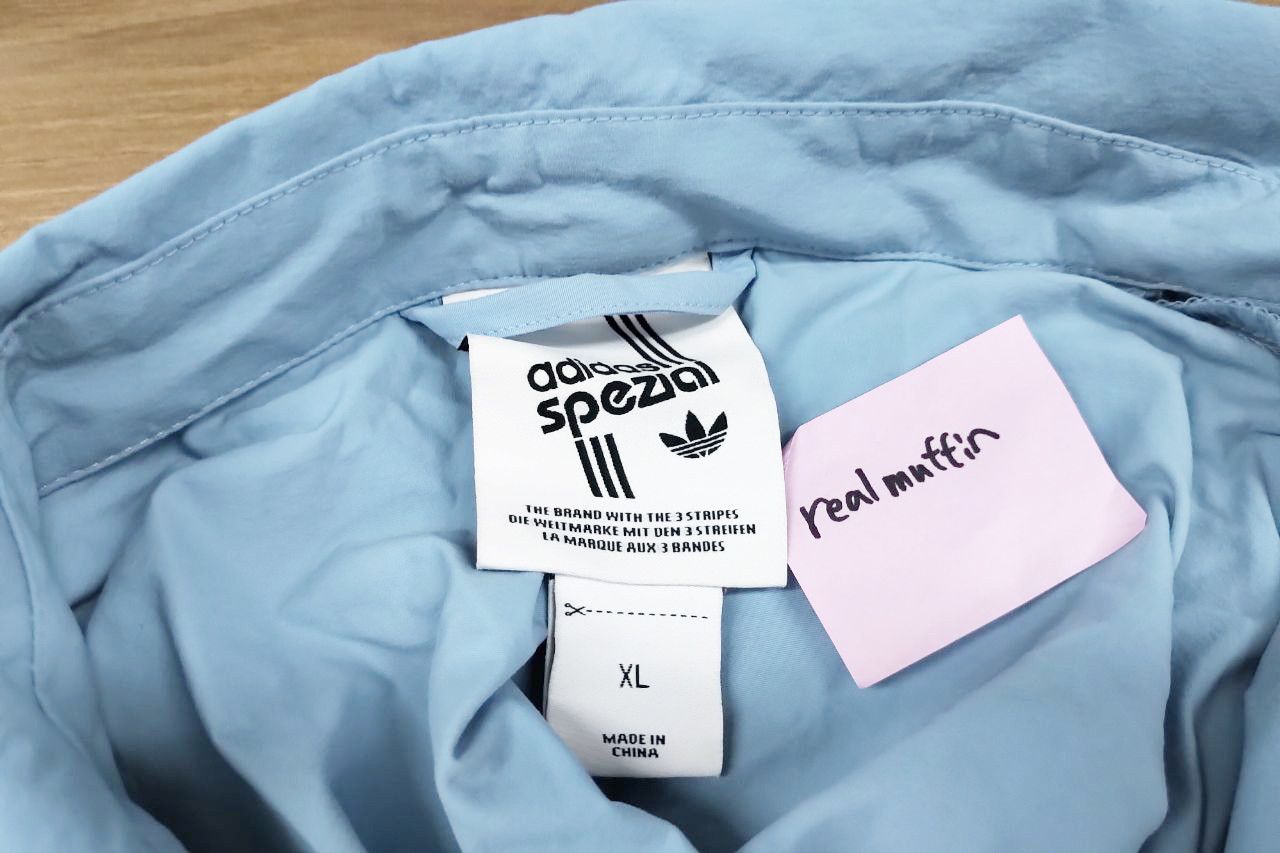 adidas
spezial
THE BRAND WITH THE 3 STRIPES
DIE WEITMARKE MIT DEN 3 STREIFEN
LA MARQUE AUX 3 BANDES
XL
MADE IN
CHINA
real muffin